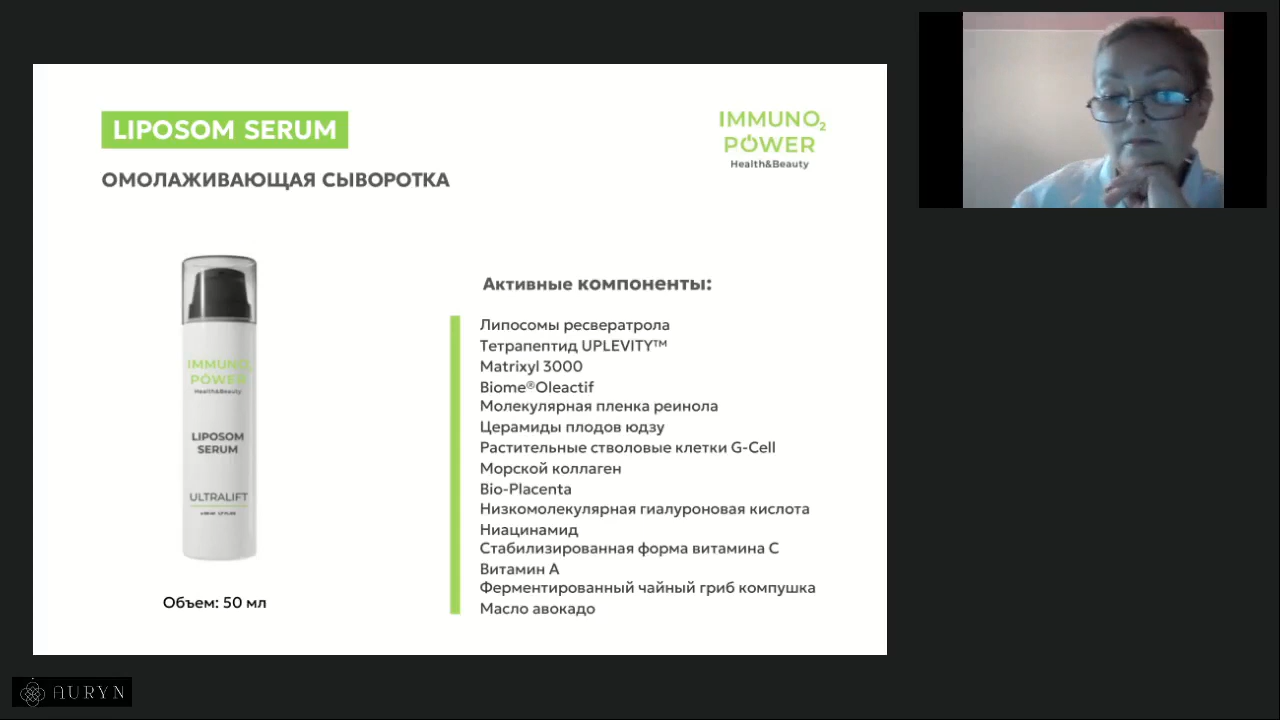 LIPOSOM SERUM
IMMUNO2
POWER
Health&Beauty
ОМОЛАЖИВАЮЩАЯ СЫВОРОТКА
IMMUNO2
POWER
Health&Beauty
LIPOSOM
SERUM
ULTRALIFT
Объем: 50 мл
Активные компоненты:
Липосомы ресвератрола
Тетрапептид UPLEVITY™
Matrixyl 3000
Biome®Oleactif
Молекулярная пленка реинола
Церамиды плодов юдзу
Растительные стволовые клетки G-Cell
Морской коллаген
Bio-Placenta
Низкомолекулярная гиалуроновая кислота
Ниацинамид
Стабилизированная форма витамина С
Витамин А
Ферментированный чайный гриб компушка
Масло авокадо
AURYN